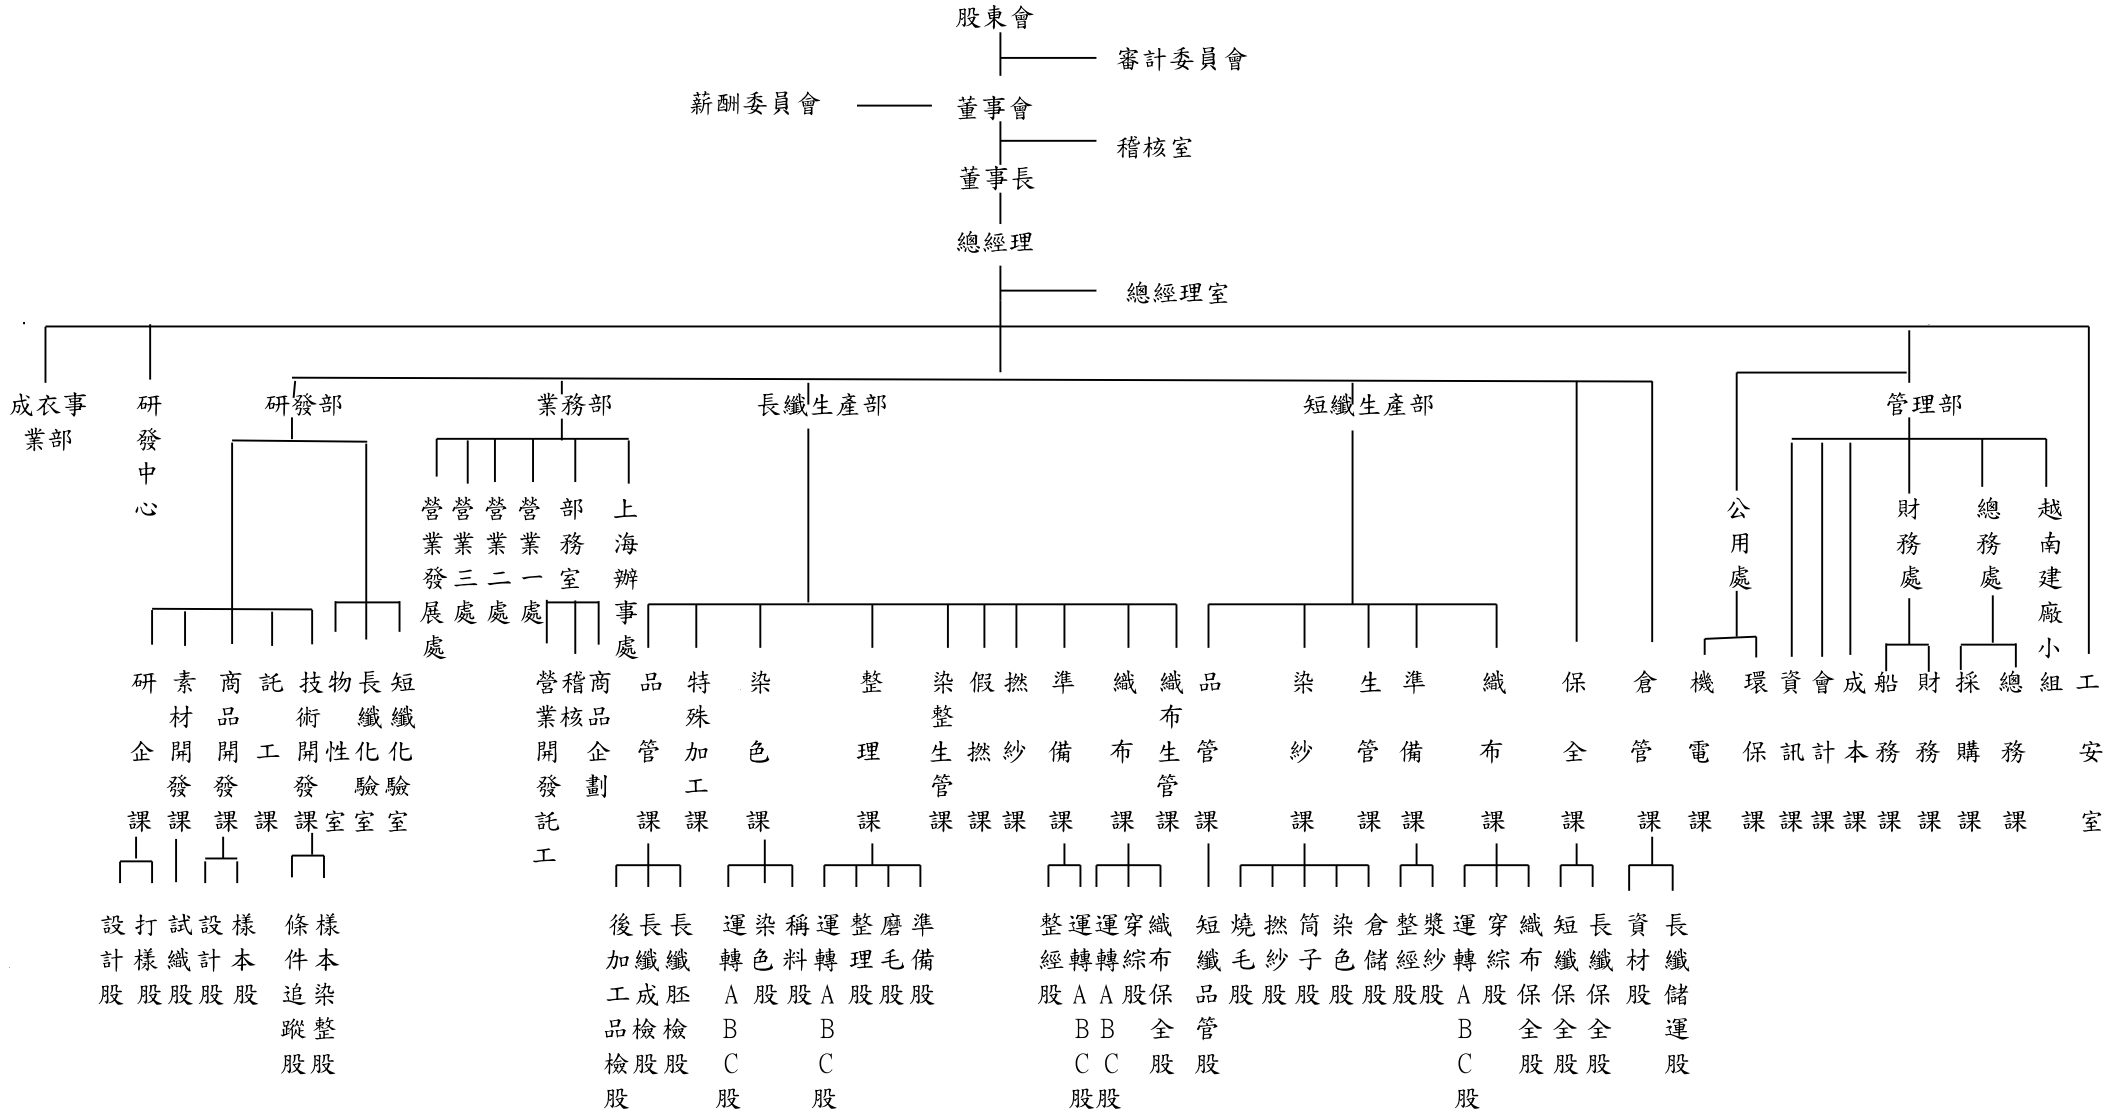 股東會
審計委員會
薪酬委員會
董事會
稽核室
董事長
總經理
總經理室
成衣事業部
研發中心
研發部
業務部
長纖生產部
短纖生產部
管理部
營業發展處
營業三處
營業二處
營業一處
部務室
上海辦事處
公用處
財務處
總務處
越南建廠小組
研企課
素材開發課
商品開發課
託工課
技術開發課
物性室
長纖化驗室
短纖化驗室
營業開發託工
稽核
商品企劃
品管課
特殊加工課
染色課
整理課
染整生管課
假撚課
撚紗課
準備課
織布課
織布生管課
品管課
染紗課
生管課
準備課
織布課
保全課
倉管課
機電課
環保課
資訊課
會計課
成本課
船務課
財務課
採購課
總務課
工安室
設計股
打樣股
試織股
設計股
樣本股
條件追蹤股
樣本染整股
後加工品檢股
長纖成檢股
長纖胚檢股
運轉ABC股
染色股
稱料股
運轉ABC股
整理股
磨毛股
準備股
整經股
運轉ABC股
運轉ABC股
穿綜股
織布保全股
短纖品管股
燒毛股
撚紗股
筒子股
染色股
倉儲股
整經股
漿紗股
運轉ABC股
穿綜股
織布保全股
短纖保全股
長纖保全股
資材股
長纖儲運股